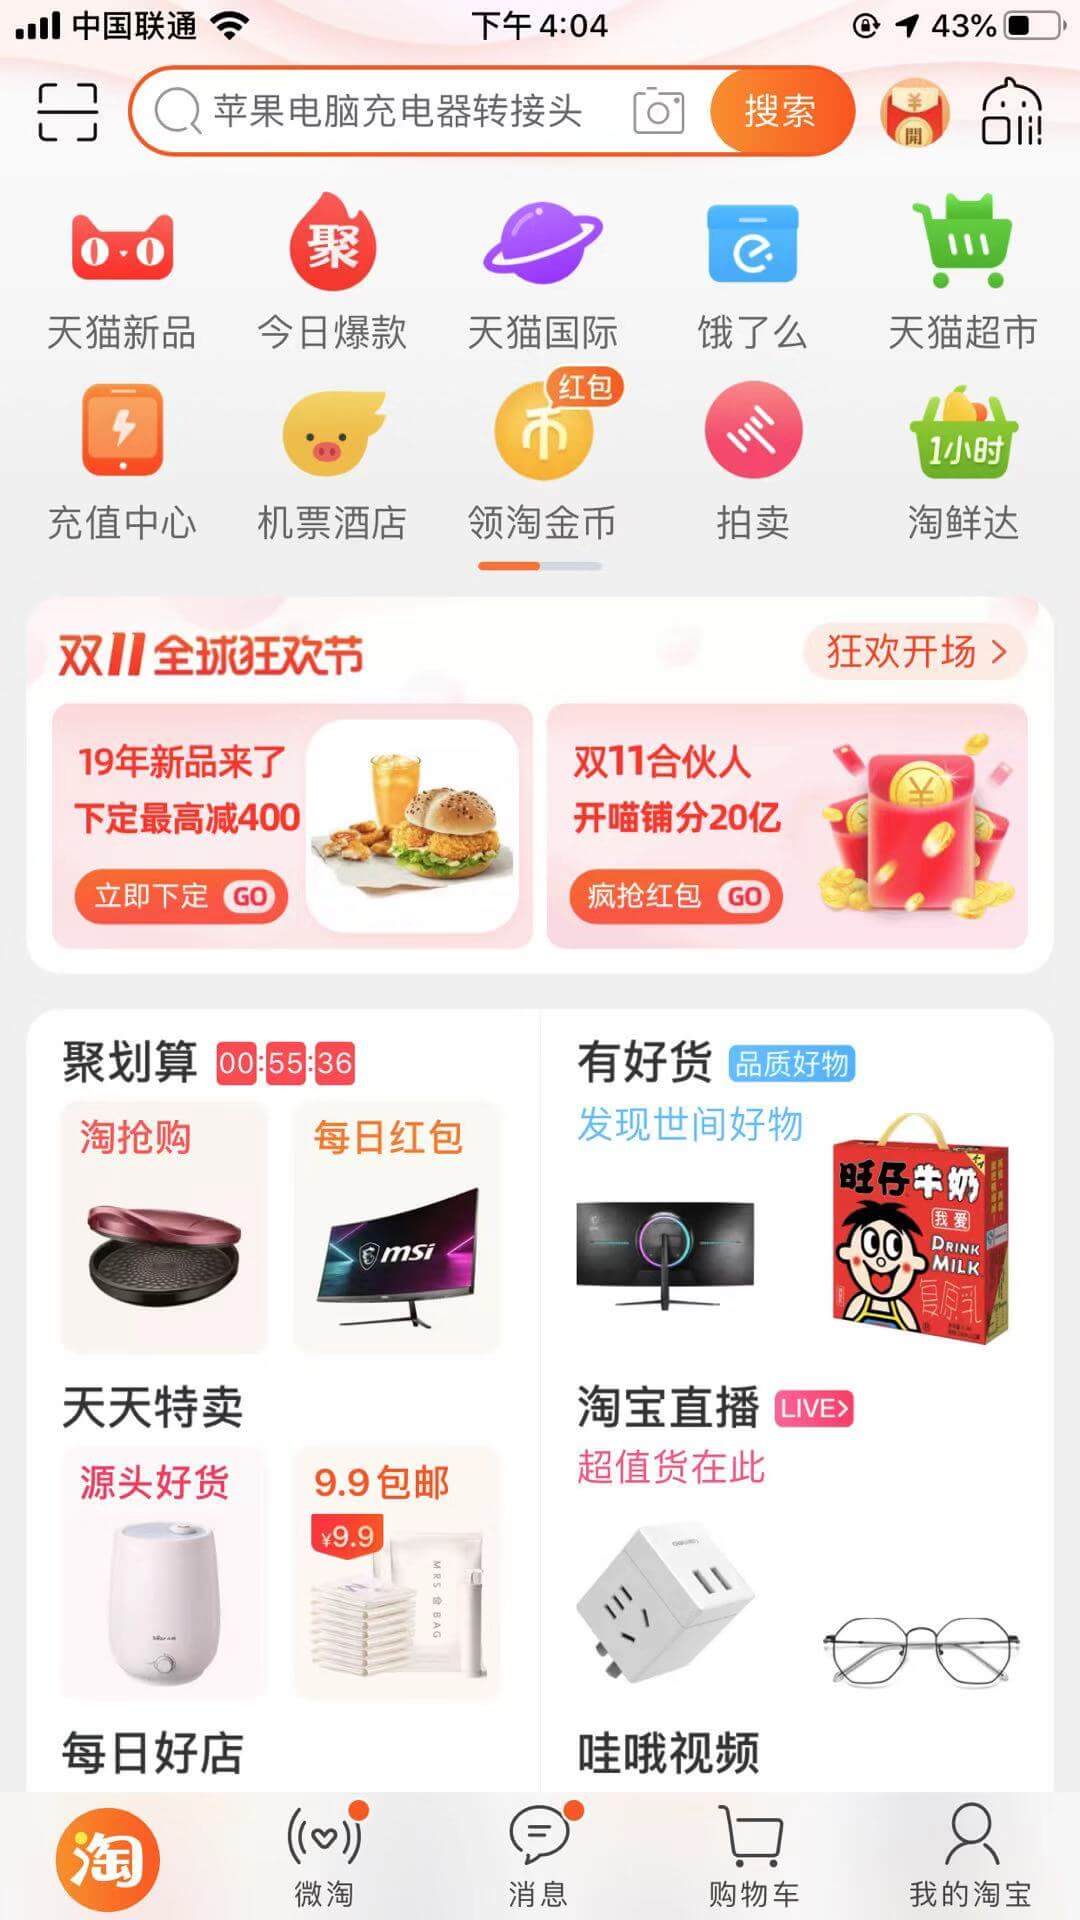 中国联通
下午4:04
43%
苹果电脑充电器转接头
搜索
開
天猫新品
聚
今日爆款
天猫国际
饿了么
天猫超市
充值中心
机票酒店
红包
币
领淘金币
拍卖
1小时
淘鲜达
双11全球狂欢节
狂欢开场 >
19年新品来了
下定最高减400
立即下定 GO
双11合伙人
开喵铺分20亿
疯抢红包 GO
¥
聚划算 00:55:36
淘抢购
每日红包
msi
有好货 品质好物
发现世间好物
旺仔牛奶
我爱
DRINK
MILK
复原乳
天天特卖
源头好货
9.9包邮
¥9.9
MRS
BAG
淘宝直播 LIVE>
超值货在此
每日好店
哇哦视频
淘
微淘
消息
购物车
我的淘宝